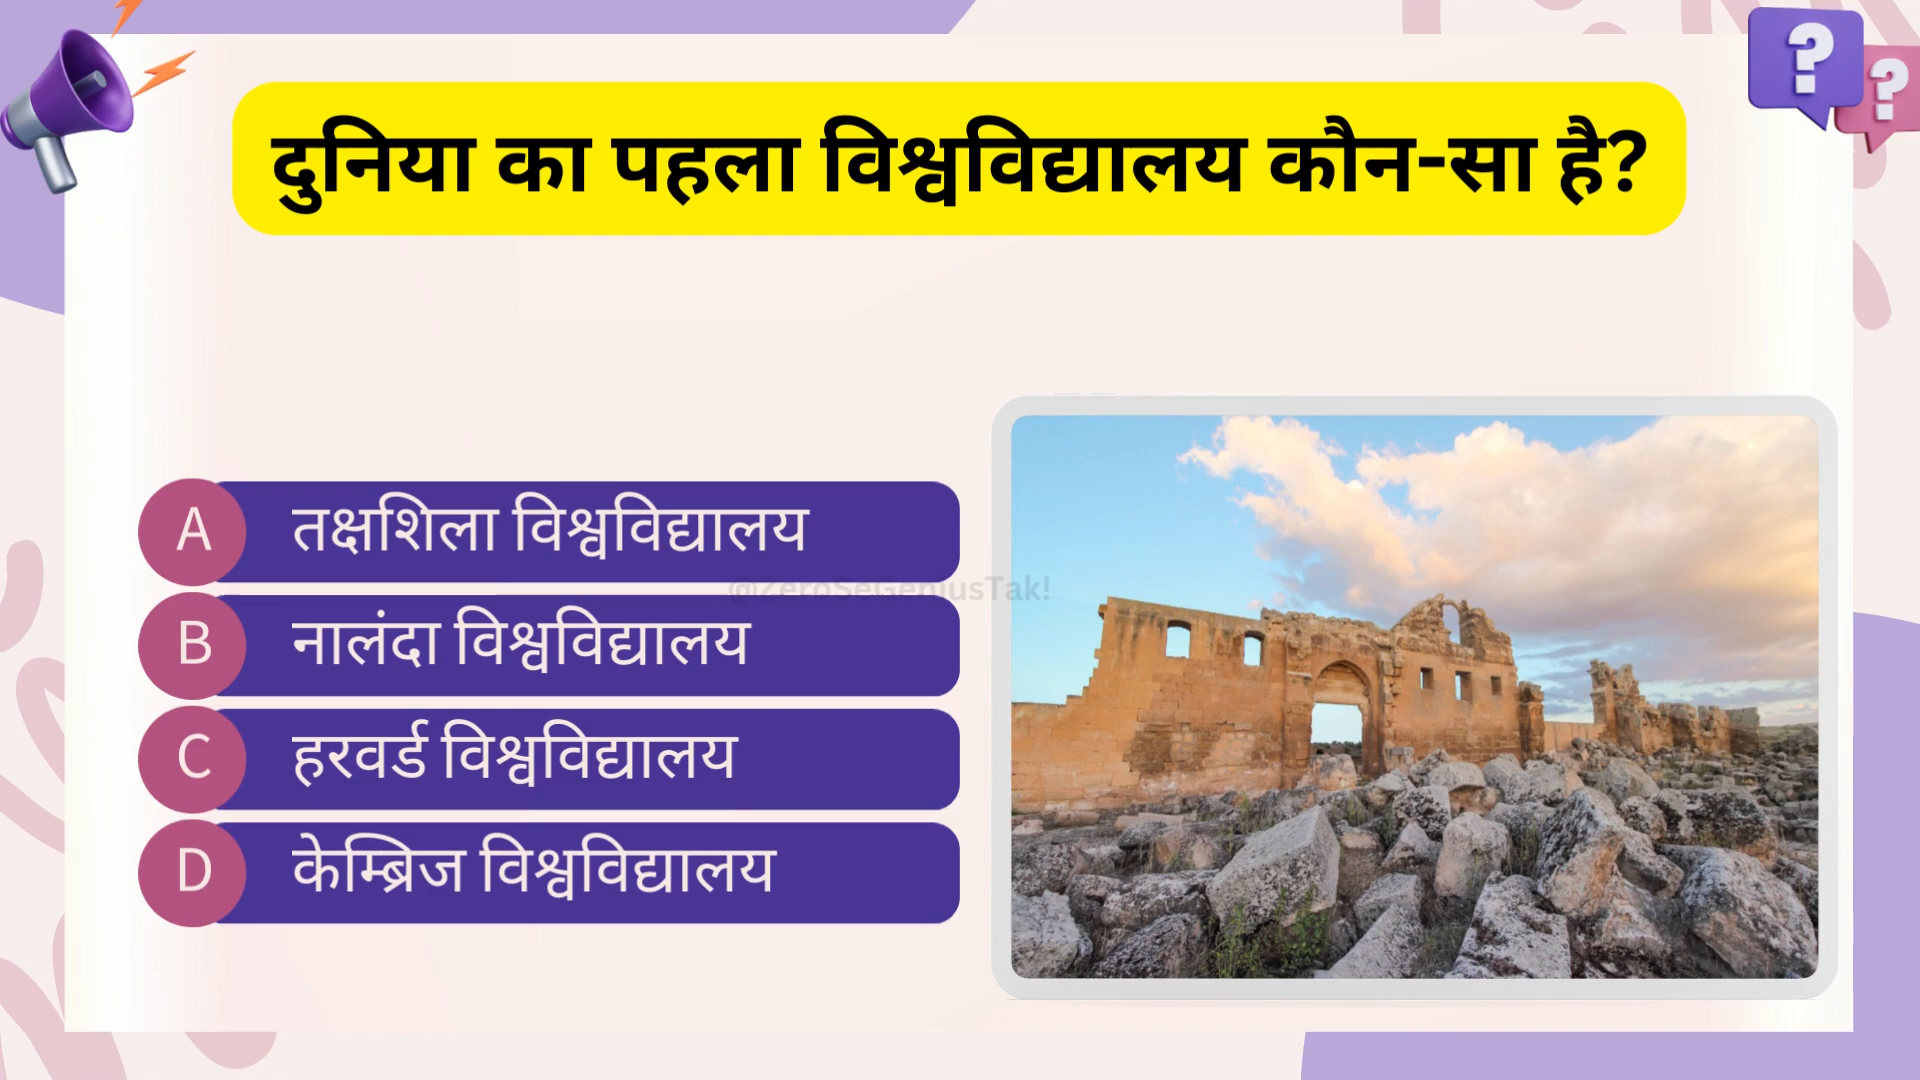 दुनिया का पहला विश्वविद्यालय कौन-सा है?
A तक्षशिला विश्वविद्यालय
@ZeroSeGeniusTak!
B नालंदा विश्वविद्यालय
C हरवर्ड विश्वविद्यालय
D केम्ब्रिज विश्वविद्यालय
? ?